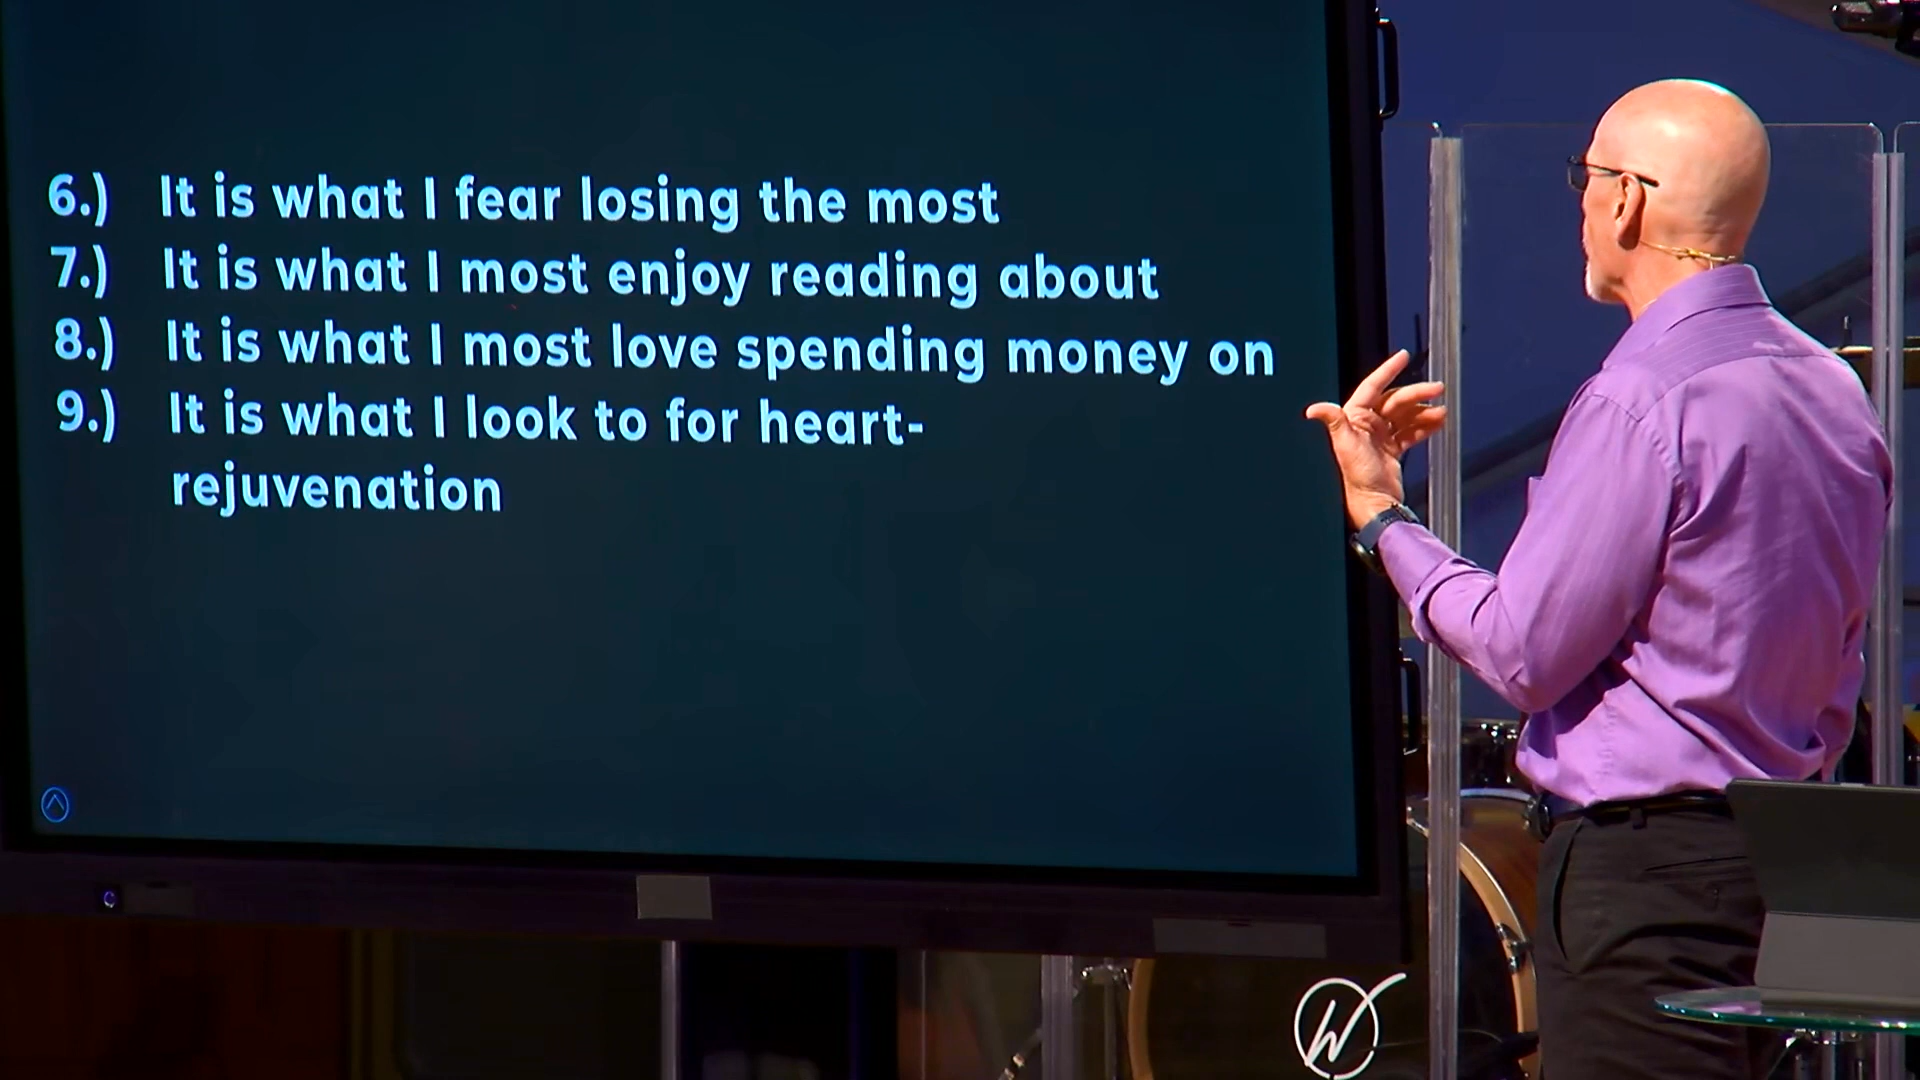 6.) It is what I fear losing the most
7.) It is what I most enjoy reading about
8.) It is what I most love spending money on
9.) It is what I look to for heart-
rejuvenation
W